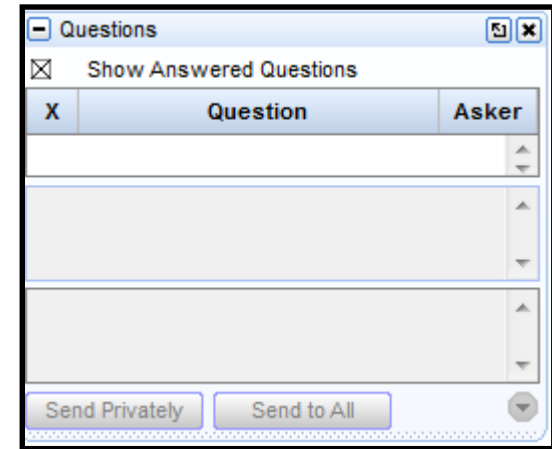 Questions
Show Answered Questions
X Question Asker
Send Privately Send to All